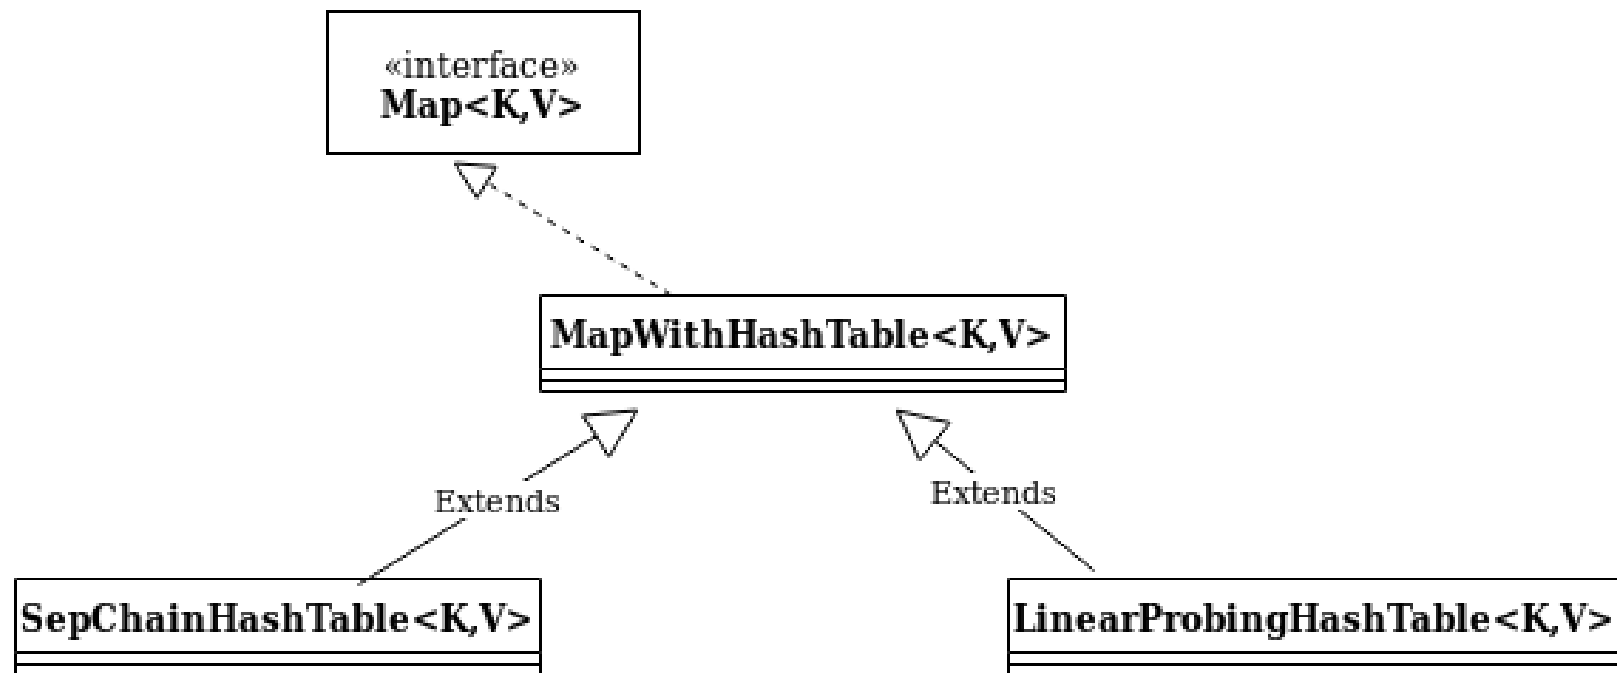 «interface»
Map<K,V>
MapWithHashTable<K,V>
Extends
Extends
SepChainHashTable<K,V>
LinearProbingHashTable<K,V>